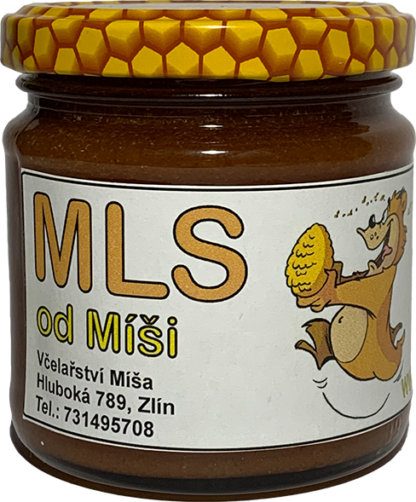 MLS
od Míši
Včelařství Míša
Hluboká 789, Zlín
Tel.: 731495708